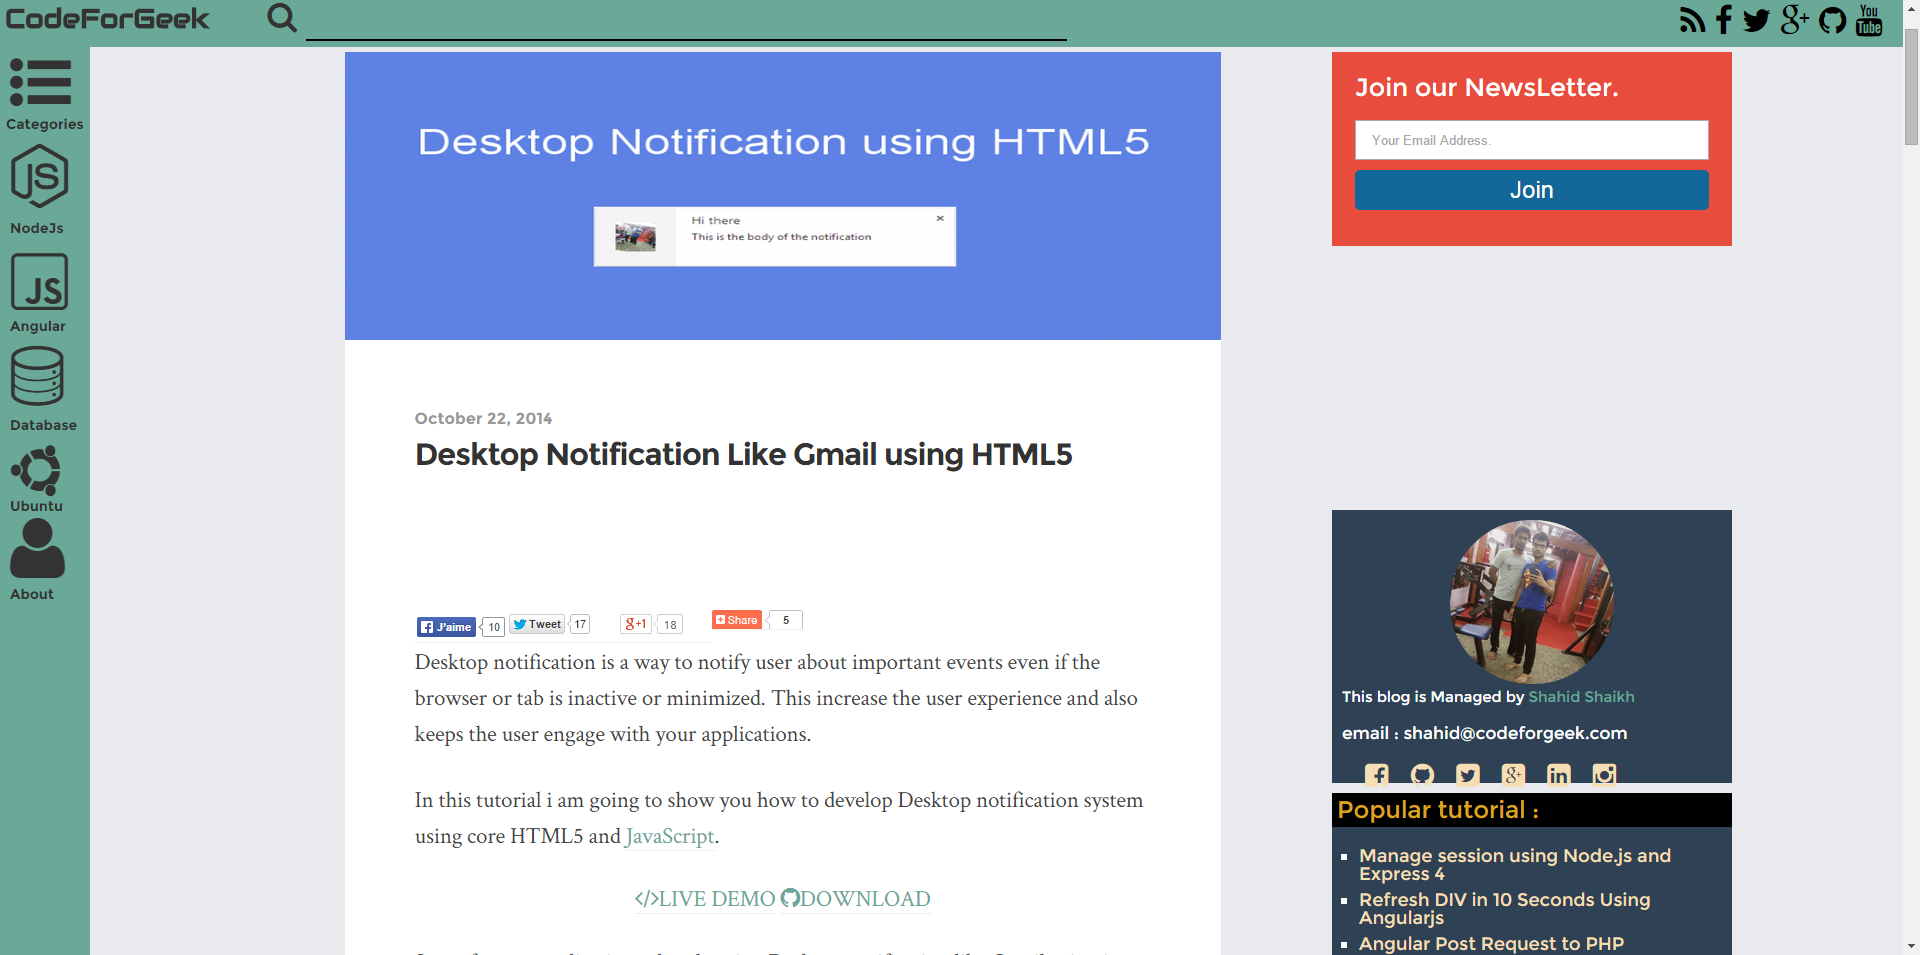 CodeForGeek
You
Tube
Categories
NodeJs
JS
Angular
Database
Ubuntu
About
Desktop Notification using HTML5
Hi there
×
This is the body of the notification
October 22, 2014
Desktop Notification Like Gmail using HTML5
J'aime 10 Tweet 17 g+1 18 Share 5
Desktop notification is a way to notify user about important events even if the
browser or tab is inactive or minimized. This increase the user experience and also
keeps the user engage with your applications.
In this tutorial i am going to show you how to develop Desktop notification system
using core HTML5 and JavaScript.
</>LIVE DEMO DOWNLOAD
Join our NewsLetter.
Your Email Address.
Join
This blog is Managed by Shahid Shaikh
email : shahid@codeforgeek.com
Popular tutorial :
Manage session using Node.js and
Express 4
Refresh DIV in 10 Seconds Using
Angularjs
Angular Post Request to PHP